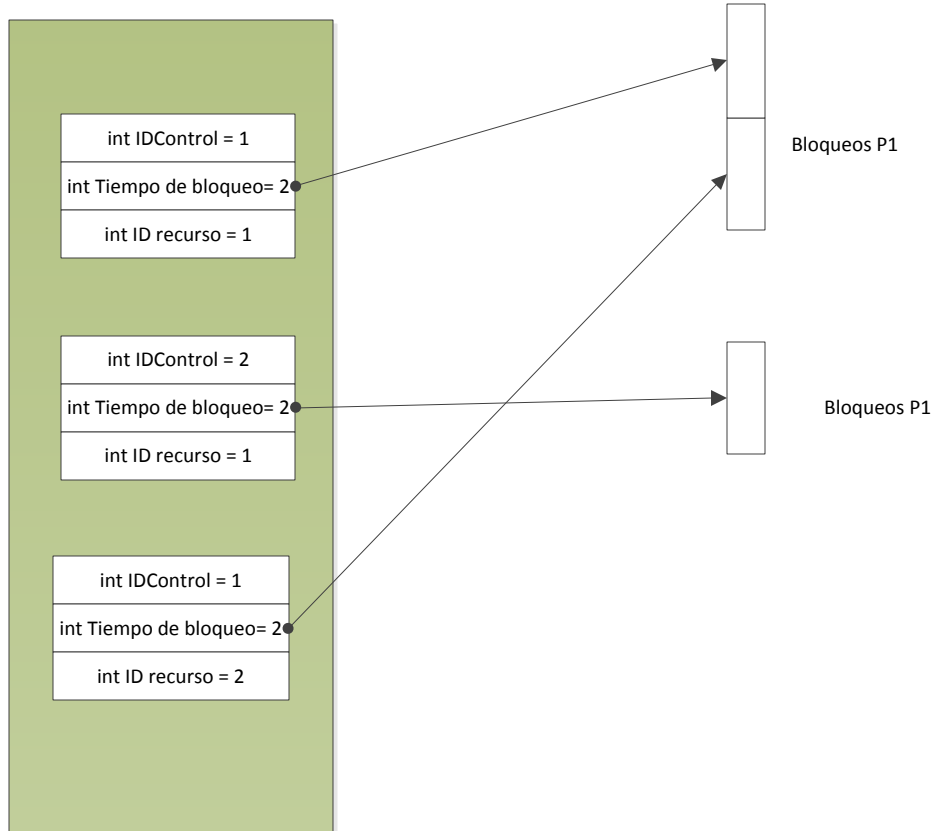 int IDControl = 1
int Tiempo de bloqueo= 2
int ID recurso = 1
Bloqueos P1
int IDControl = 2
int Tiempo de bloqueo= 2
int ID recurso = 1
Bloqueos P1
int IDControl = 1
int Tiempo de bloqueo= 2
int ID recurso = 2